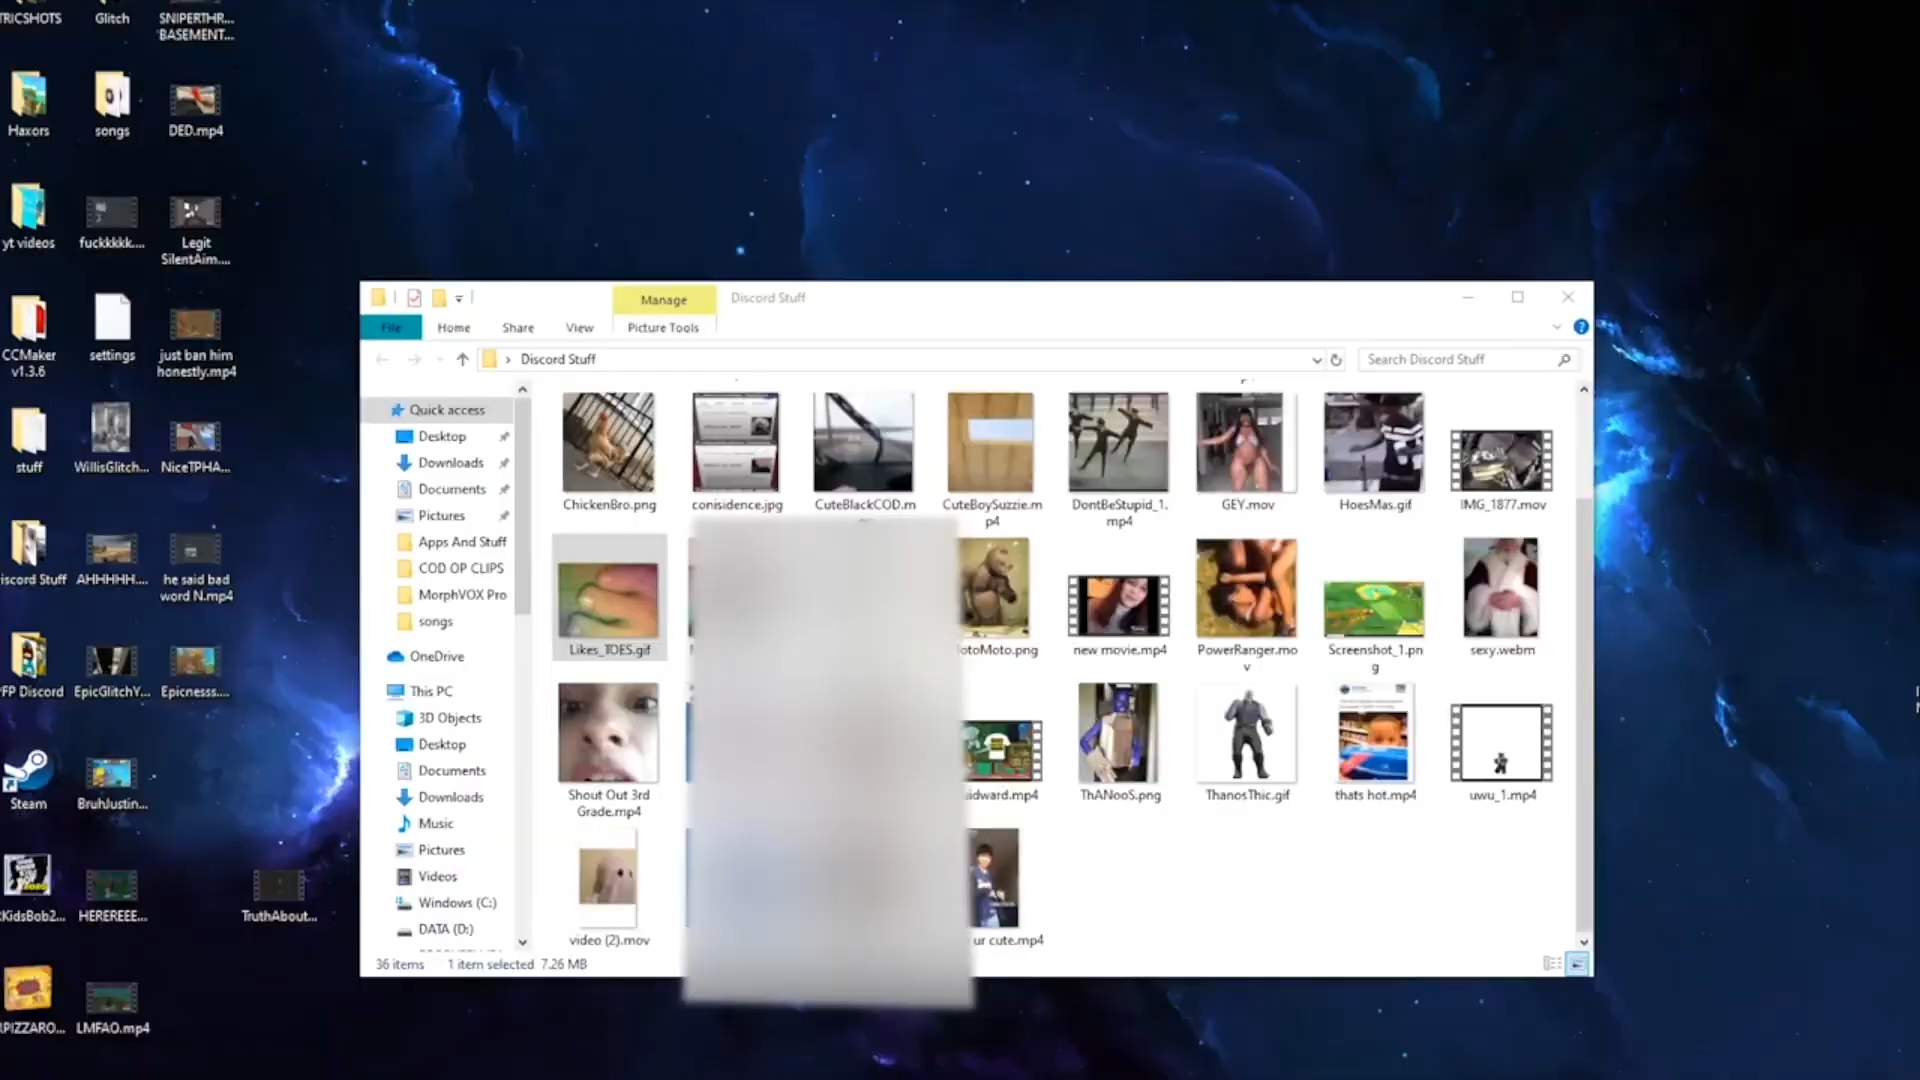 TRICSHOTS
Glitch
SNIPERTHR...
BASEMENT...
Haxors
songs
DED.mp4
yt videos
fuckkkkk....
Legit
SilentAim....
CCMaker
v1.3.6
settings
just ban him
honestly.mp4
stuff
WillisGlitch...
NiceTPHA...
iscord Stuff
AHHHHH....
he said bad
word N.mp4
FP Discord
EpicGlitchY...
Epicnesss....
Steam
BruhJustin...
KidsBob2...
HEREREEE...
TruthAbout...
PIZZARO...
LMFAO.mp4
Manage
Discord Stuff
File
Home
Share
View
Picture Tools
Discord Stuff
Search Discord Stuff
Quick access
Desktop
Downloads
Documents
Pictures
Apps And Stuff
COD OP CLIPS
MorphVOX Pro
songs
OneDrive
This PC
3D Objects
Desktop
Documents
Downloads
Music
Pictures
Videos
Windows (C:)
DATA (D:)
ChickenBro.png
conisidence.jpg
CuteBlackCOD.m
CuteBoySuzzie.m
p4
DontBeStupid_1.
mp4
GEY.mov
HoesMas.gif
IMG_1877.mov
Likes_TOES.gif
otoMoto.png
new movie.mp4
PowerRanger.mo
v
Screenshot_1.pn
g
sexy.webm
Shout Out 3rd
Grade.mp4
idward.mp4
ThANooS.png
ThanosThic.gif
thats hot.mp4
uwu_1.mp4
video (2).mov
ur cute.mp4
36 items
1 item selected
7.26 MB